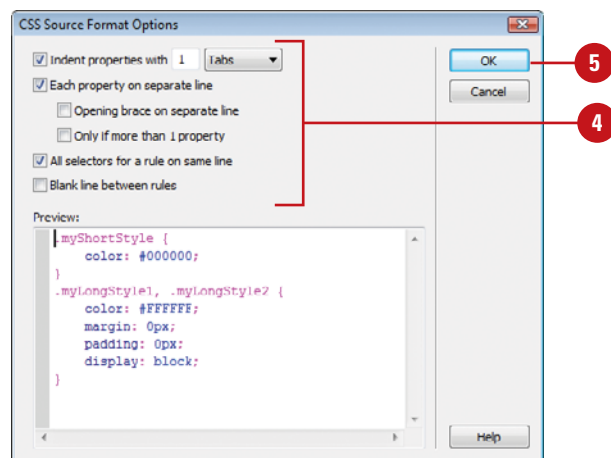 CSS Source Format Options
Indent properties with 1 Tabs
Each property on separate line
Opening brace on separate line
Only if more than 1 property
All selectors for a rule on same line
Blank line between rules
OK
Cancel
5
4
Preview:
.myShortStyle {
color: #000000;
}
.myLongStyle1, .myLongStyle2 {
color: #FFFFFF;
margin: 0px;
padding: 0px;
display: block;
}
Help